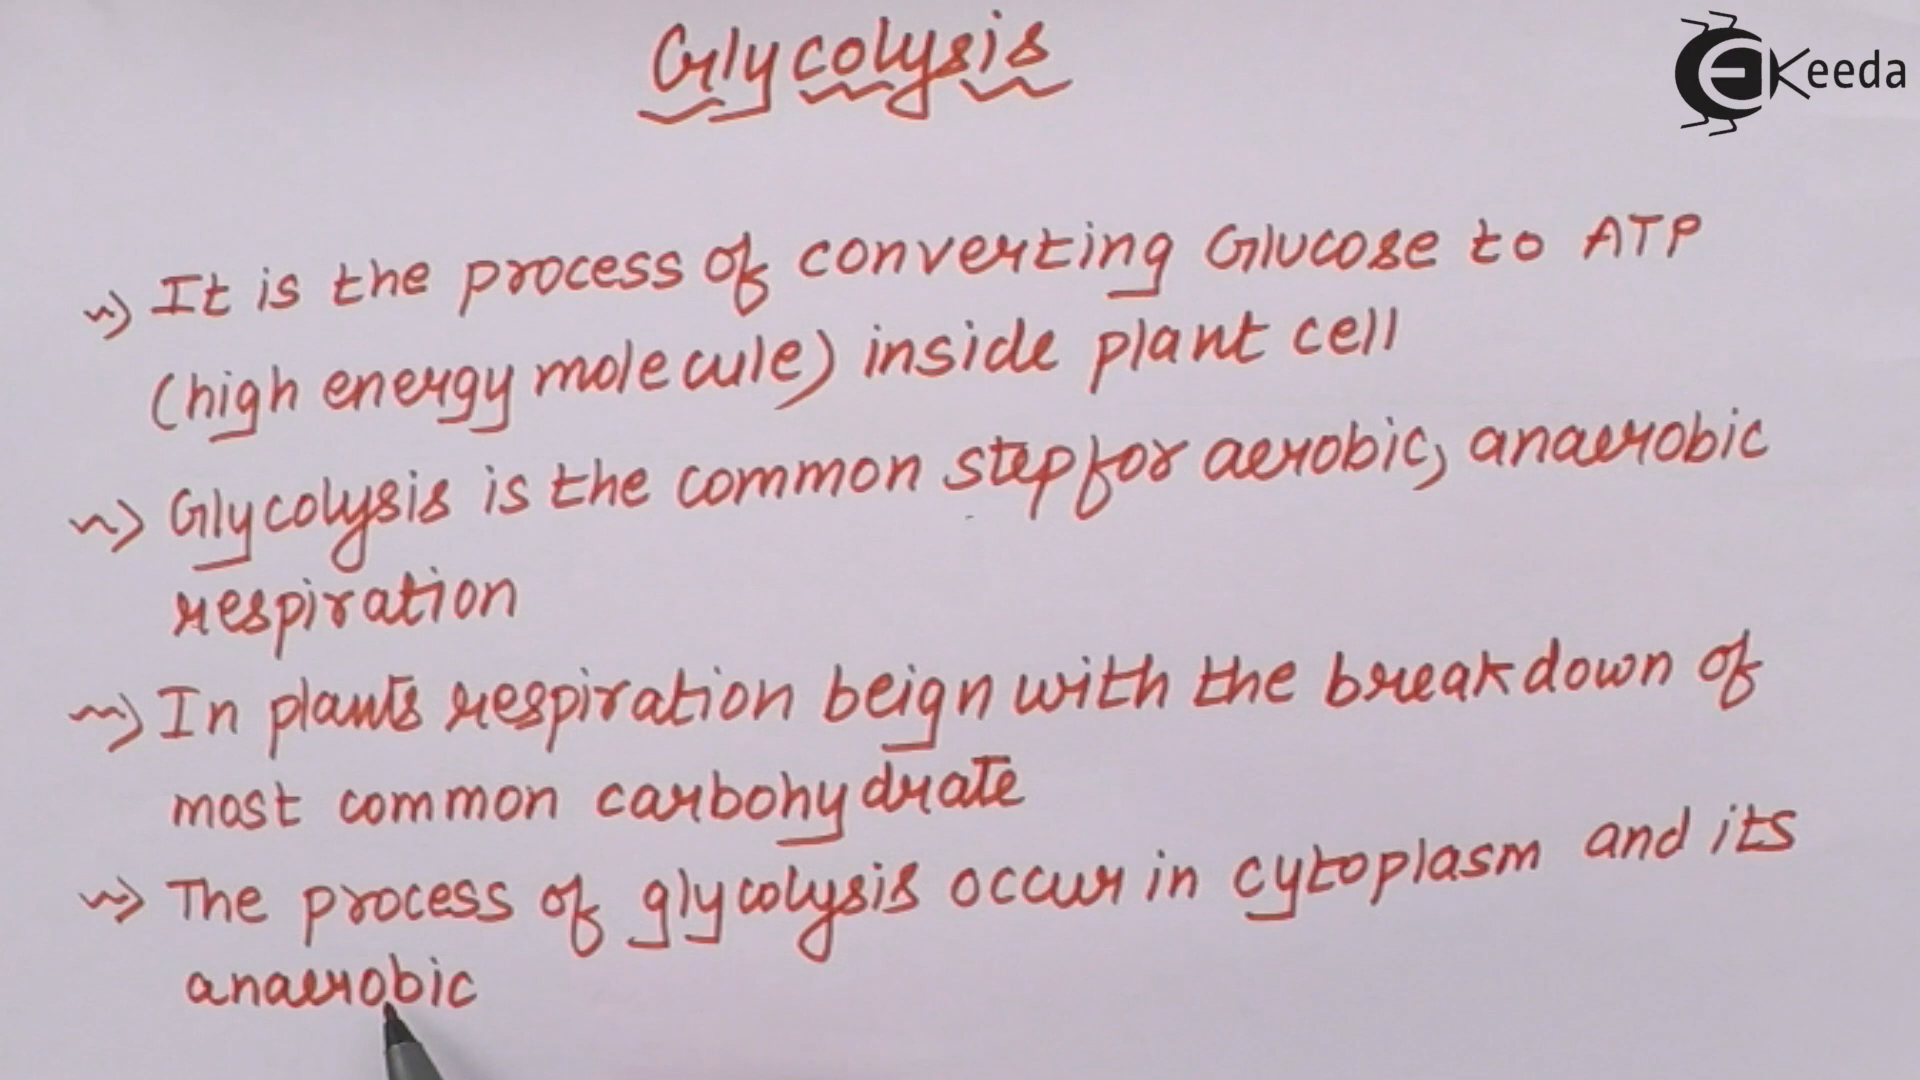 Glycolysis
EKeeda
It is the process of converting Glucose to ATP
(high energy molecule) inside plant cell
Glycolysis is the common step for aerobic, anaerobic
respiration
In plants respiration beign with the breakdown of
most common carbohydrate
The process of glycolysis occur in cytoplasm and its
anaerobic